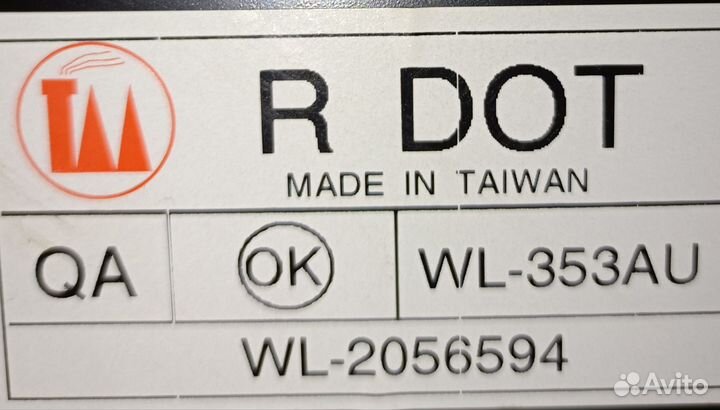 R DOT
MADE IN TAIWAN
QA OK WL-353AU
WL-2056594
Avito